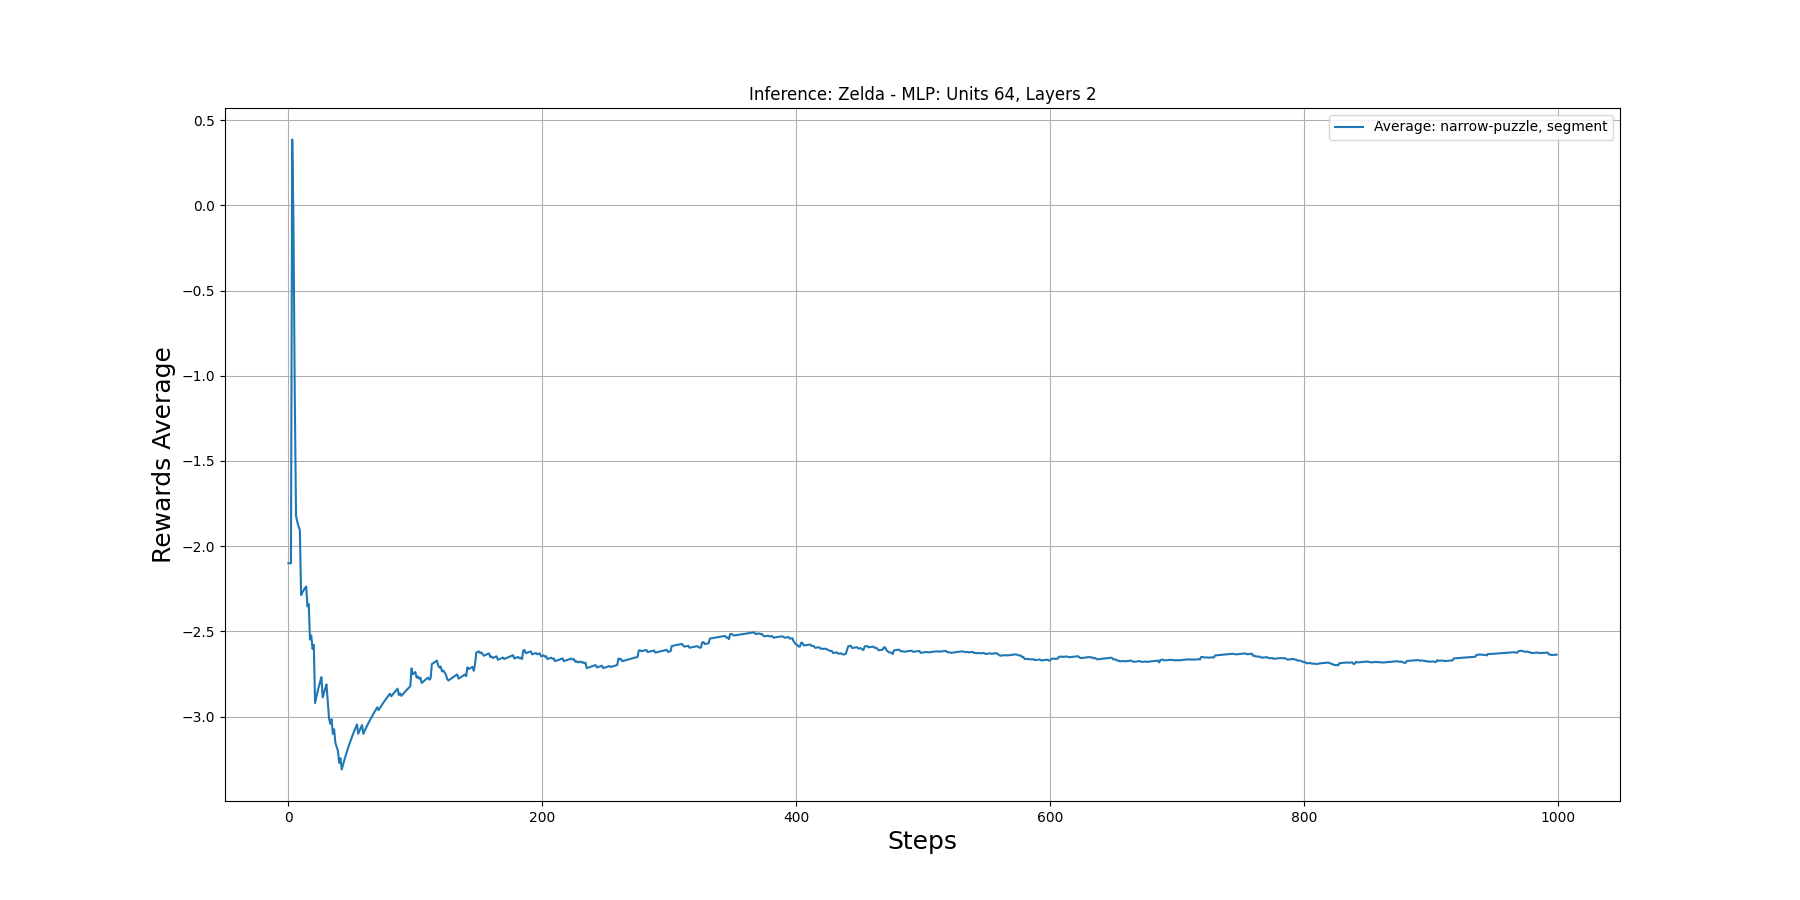 Inference: Zelda - MLP: Units 64, Layers 2
Average: narrow-puzzle, segment
Rewards Average
0.5
0.0
−0.5
−1.0
−1.5
−2.0
−2.5
−3.0
0 200 400 600 800 1000
Steps